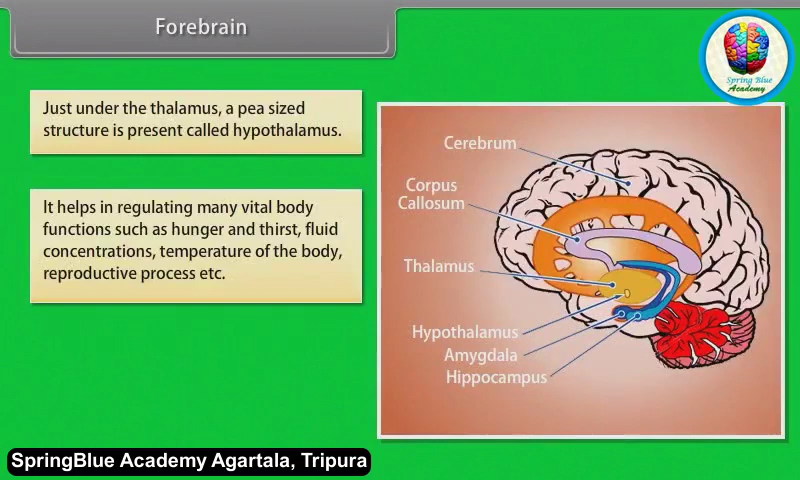 Forebrain
Spring Blue
Academy
Just under the thalamus, a pea sized
structure is present called hypothalamus.
It helps in regulating many vital body
functions such as hunger and thirst, fluid
concentrations, temperature of the body,
reproductive process etc.
Cerebrum
Corpus
Callosum
Thalamus
Hypothalamus
Amygdala
Hippocampus
SpringBlue Academy Agartala, Tripura